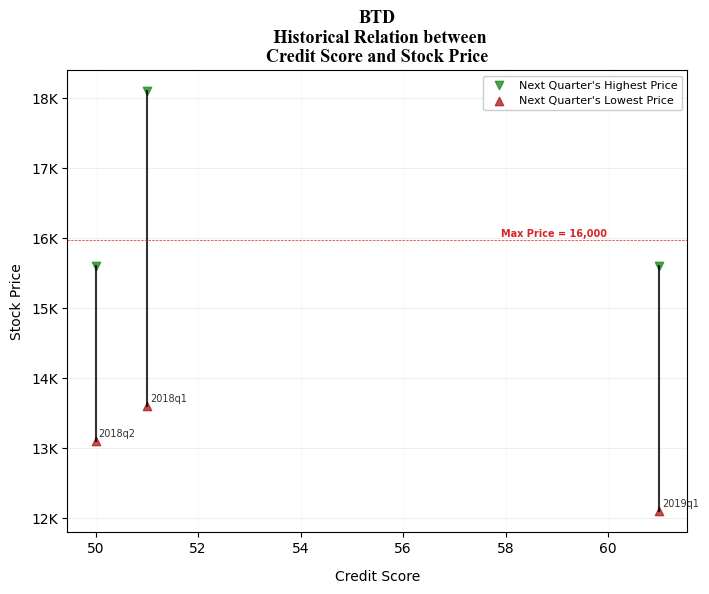 BTD
Historical Relation between
Credit Score and Stock Price
Next Quarter's Highest Price
Next Quarter's Lowest Price
18K
17K
16K
15K
14K
13K
12K
Stock Price
Max Price = 16,000
2018q1
2018q2
2019q1
50
52
54
56
58
60
Credit Score